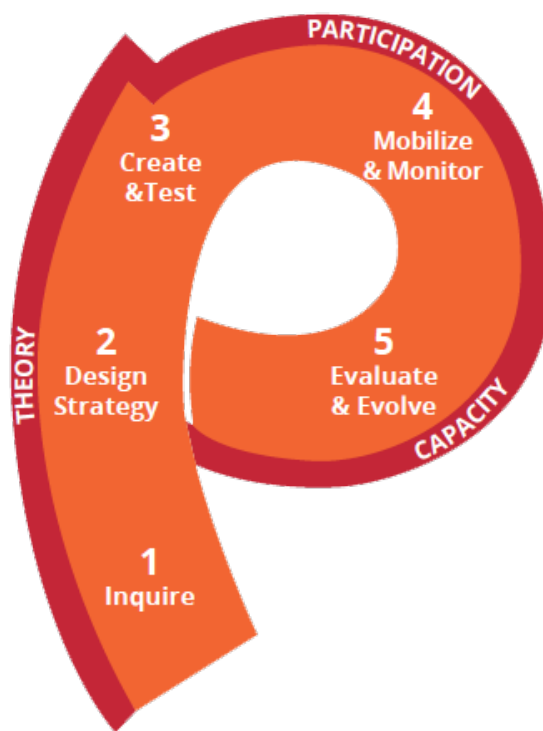 PARTICIPATION
3
Create
&Test
4
Mobilize
& Monitor
THEORY
2
Design
Strategy
5
Evaluate
& Evolve
CAPACITY
1
Inquire